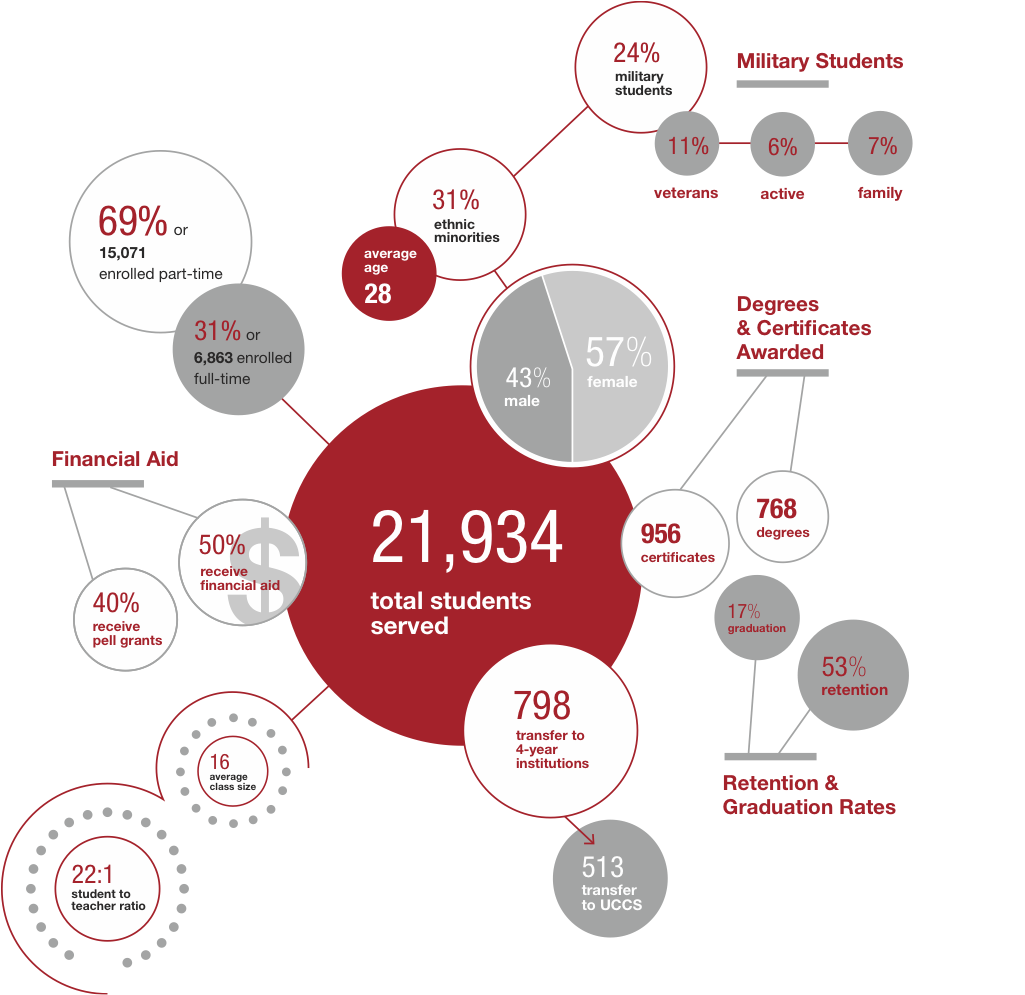 24%
military
students
Military Students
11%
veterans
6%
active
7%
family
31%
ethnic
minorities
average
age
28
69% or
15,071
enrolled part-time
31% or
6,863 enrolled
full-time
43%
male
57%
female
Degrees
& Certificates
Awarded
956
certificates
768
degrees
Financial Aid
50%
receive
financial aid
$
40%
receive
pell grants
21,934
total students
served
17%
graduation
53%
retention
Retention &
Graduation Rates
798
transfer to
4-year
institutions
513
transfer
to UCCS
16
average
class size
22:1
student to
teacher ratio